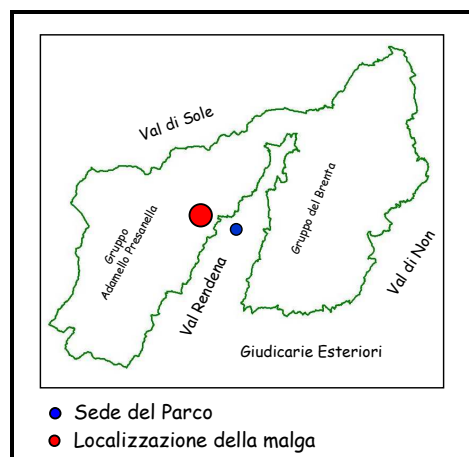 Val di Sole
Gruppo
Adamello Presanella
Gruppo del Brenta
Val Rendena
Val di Non
Giudicarie Esteriori
Sede del Parco
Localizzazione della malga